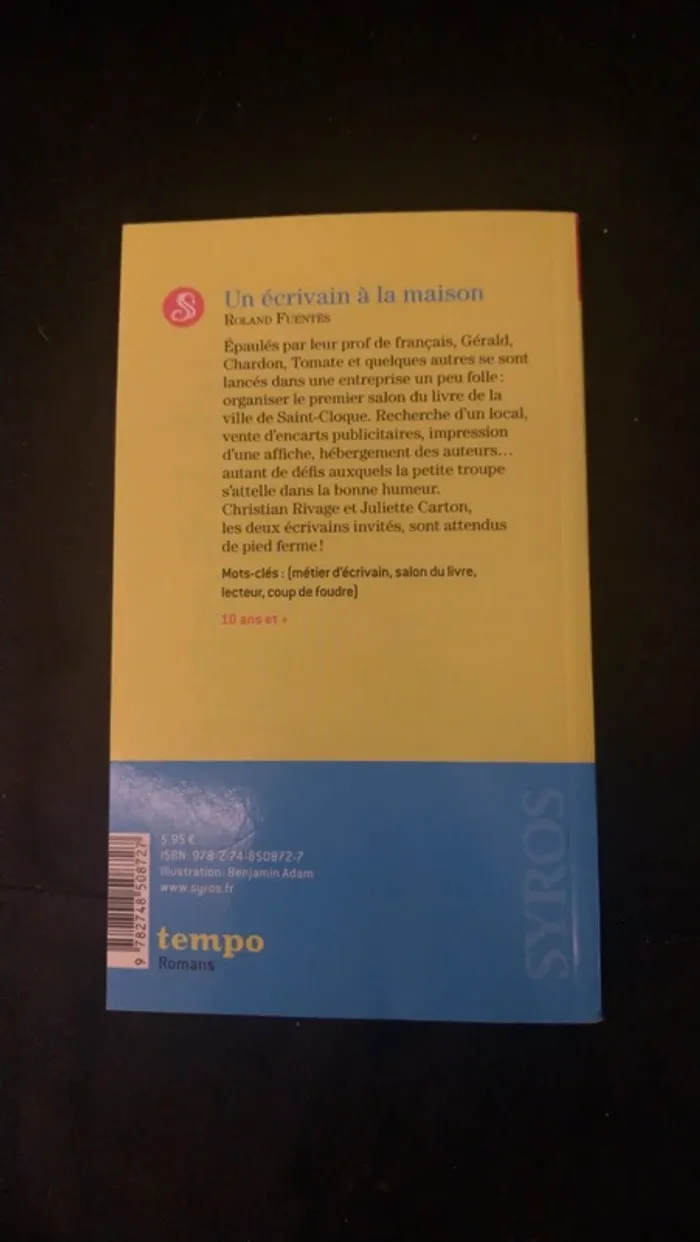 Un écrivain à la maison
ROLAND FUENTÈS
Épaulés par leur prof de français, Gérald,
Chardon, Tomate et quelques autres se sont
lancés dans une entreprise un peu folle :
organiser le premier salon du livre de la
ville de Saint-Cloque. Recherche d'un local,
vente d'encarts publicitaires, impression
d'une affiche, hébergement des auteurs...
autant de défis auxquels la petite troupe
s'attelle dans la bonne humeur.
Christian Rivage et Juliette Carton,
les deux écrivains invités, sont attendus
de pied ferme !
Mots-clés : (métier d'écrivain, salon du livre,
lecteur, coup de foudre)
10 ans et +
5,95 €
ISBN: 978-2-74-850872-7
Illustration: Benjamin Adam
www.syros.fr
9 782748 508727
tempo
Romans
SYROS